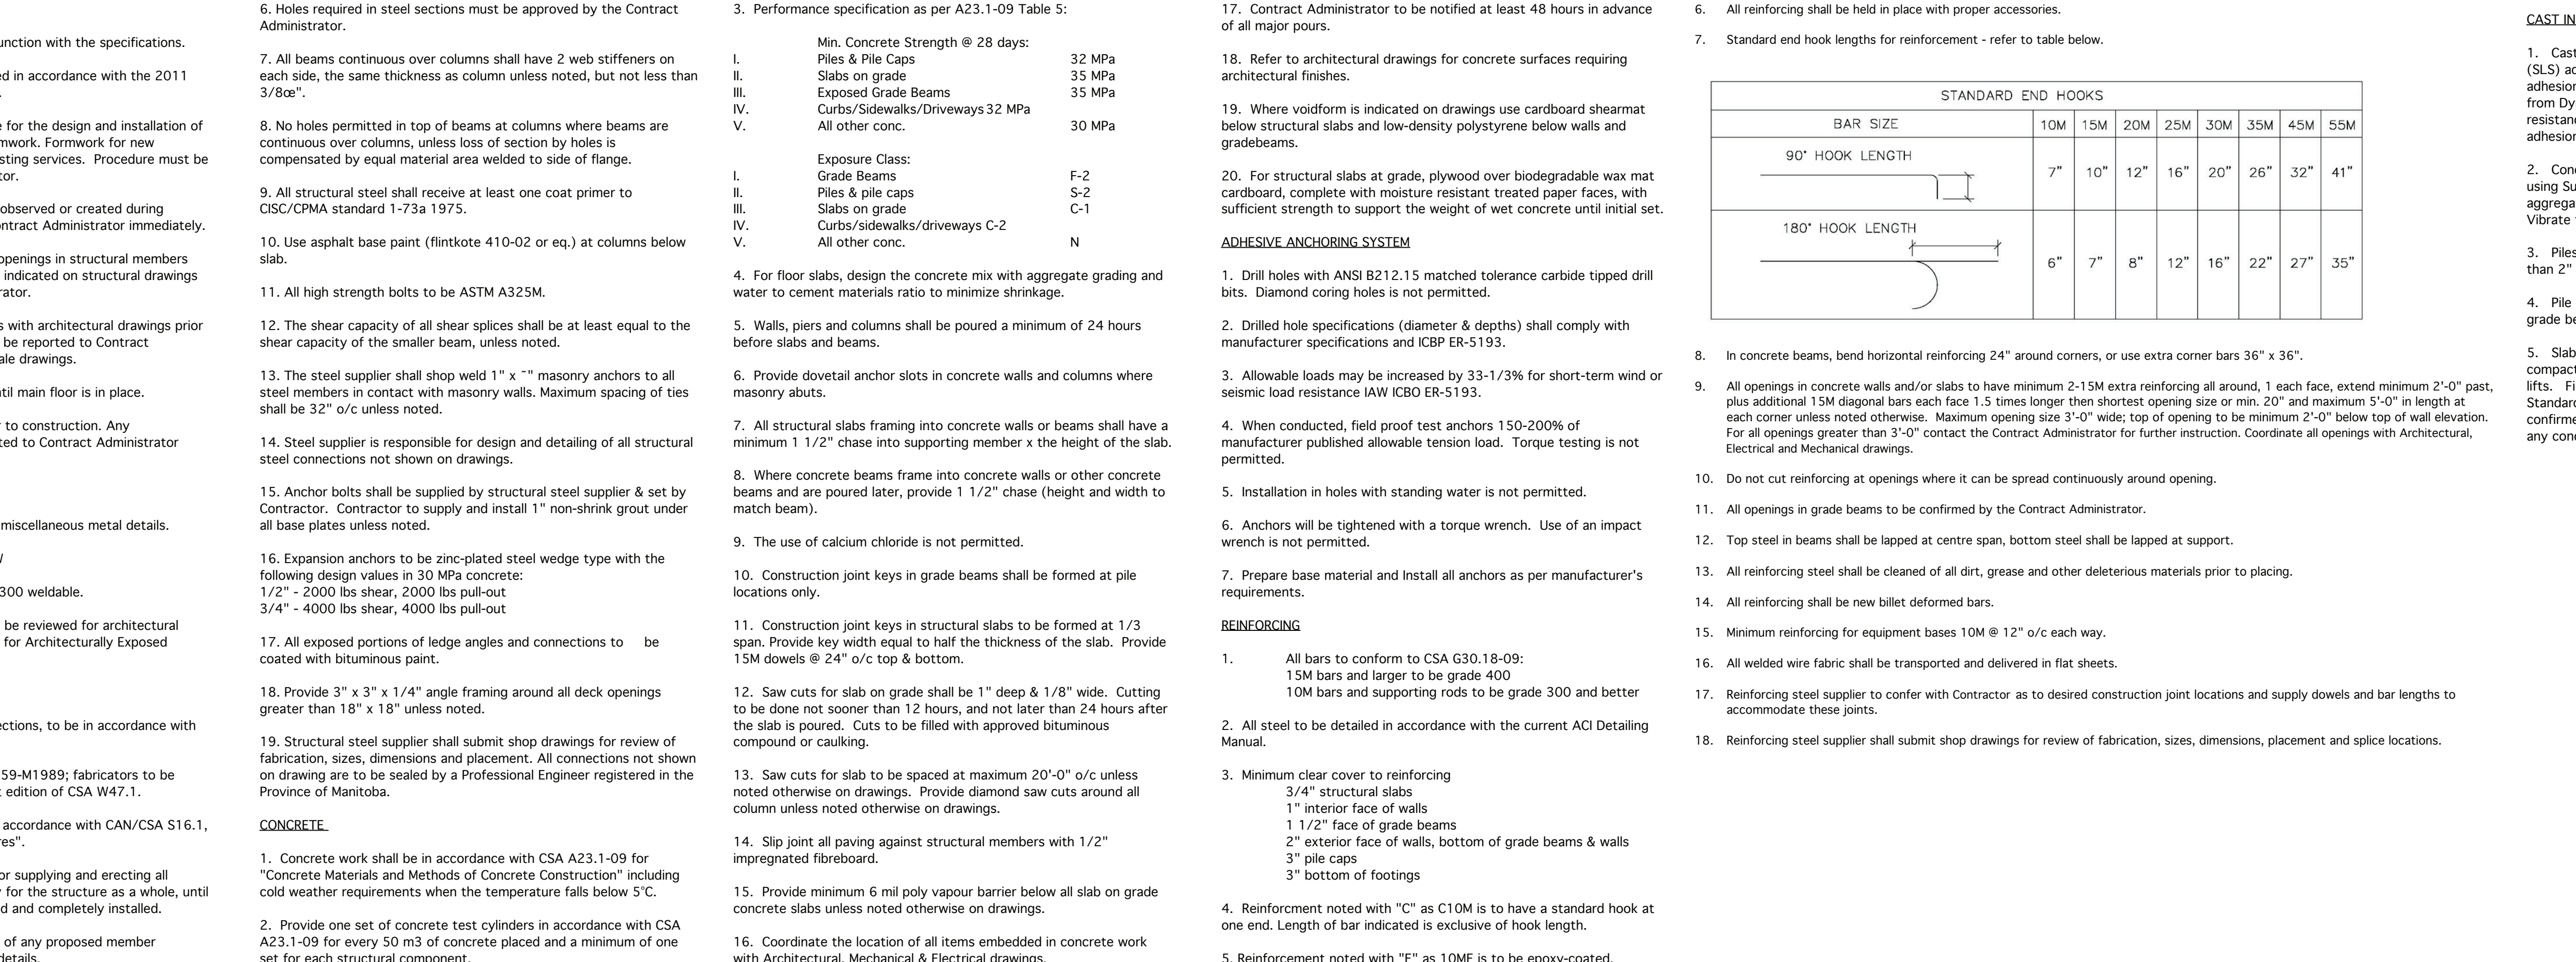 unction with the specifications.
ed in accordance with the 2011
.
e for the design and installation of
mwork. Formwork for new
sting services.  Procedure must be
tor.
observed or created during
ontract Administrator immediately.
openings in structural members
indicated on structural drawings
rator.
s with architectural drawings prior
be reported to Contract
ale drawings.
til main floor is in place.
r to construction. Any
ted to Contract Administrator
miscellaneous metal details.
300 weldable.
be reviewed for architectural
for Architecturally Exposed
ections, to be in accordance with
59-M1989; fabricators to be
t edition of CSA W47.1.
accordance with CAN/CSA S16.1,
res".
or supplying and erecting all
y for the structure as a whole, until
d and completely installed.
of any proposed member
details.
6. Holes required in steel sections must be approved by the Contract
Administrator.
7. All beams continuous over columns shall have 2 web stiffeners on
each side, the same thickness as column unless noted, but not less than
3/8œ".
8. No holes permitted in top of beams at columns where beams are
continuous over columns, unless loss of section by holes is
compensated by equal material area welded to side of flange.
9. All structural steel shall receive at least one coat primer to
CISC/CPMA standard 1-73a 1975.
10. Use asphalt base paint (flintkote 410-02 or eq.) at columns below
slab.
11. All high strength bolts to be ASTM A325M.
12. The shear capacity of all shear splices shall be at least equal to the
shear capacity of the smaller beam, unless noted.
13. The steel supplier shall shop weld 1" x ˜" masonry anchors to all
steel members in contact with masonry walls. Maximum spacing of ties
shall be 32" o/c unless noted.
14. Steel supplier is responsible for design and detailing of all structural
steel connections not shown on drawings.
15. Anchor bolts shall be supplied by structural steel supplier & set by
Contractor.  Contractor to supply and install 1" non-shrink grout under
all base plates unless noted.
16. Expansion anchors to be zinc-plated steel wedge type with the
following design values in 30 MPa concrete:
1/2" - 2000 lbs shear, 2000 lbs pull-out
3/4" - 4000 lbs shear, 4000 lbs pull-out
17. All exposed portions of ledge angles and connections to     be
coated with bituminous paint.
18. Provide 3" x 3" x 1/4" angle framing around all deck openings
greater than 18" x 18" unless noted.
19. Structural steel supplier shall submit shop drawings for review of
fabrication, sizes, dimensions and placement. All connections not shown
on drawing are to be sealed by a Professional Engineer registered in the
Province of Manitoba.
CONCRETE
1.  Concrete work shall be in accordance with CSA A23.1-09 for
"Concrete Materials and Methods of Concrete Construction" including
cold weather requirements when the temperature falls below 5°C.
2.  Provide one set of concrete test cylinders in accordance with CSA
A23.1-09 for every 50 m3 of concrete placed and a minimum of one
set for each structural component.
3.  Performance specification as per A23.1-09 Table 5:
Min. Concrete Strength @ 28 days:
I. Piles & Pile Caps 32 MPa
II. Slabs on grade 35 MPa
III. Exposed Grade Beams 35 MPa
IV. Curbs/Sidewalks/Driveways 32 MPa
V. All other conc. 30 MPa
Exposure Class:
I. Grade Beams F-2
II. Piles & pile caps S-2
III. Slabs on grade C-1
IV. Curbs/sidewalks/driveways C-2
V. All other conc. N
4.  For floor slabs, design the concrete mix with aggregate grading and
water to cement materials ratio to minimize shrinkage.
5.  Walls, piers and columns shall be poured a minimum of 24 hours
before slabs and beams.
6.  Provide dovetail anchor slots in concrete walls and columns where
masonry abuts.
7.  All structural slabs framing into concrete walls or beams shall have a
minimum 1 1/2" chase into supporting member x the height of the slab.
8.  Where concrete beams frame into concrete walls or other concrete
beams and are poured later, provide 1 1/2" chase (height and width to
match beam).
9.  The use of calcium chloride is not permitted.
10.  Construction joint keys in grade beams shall be formed at pile
locations only.
11.  Construction joint keys in structural slabs to be formed at 1/3
span. Provide key width equal to half the thickness of the slab.  Provide
15M dowels @ 24" o/c top & bottom.
12.  Saw cuts for slab on grade shall be 1" deep & 1/8" wide.  Cutting
to be done not sooner than 12 hours, and not later than 24 hours after
the slab is poured.  Cuts to be filled with approved bituminous
compound or caulking.
13.  Saw cuts for slab to be spaced at maximum 20'-0" o/c unless
noted otherwise on drawings.  Provide diamond saw cuts around all
column unless noted otherwise on drawings.
14.  Slip joint all paving against structural members with 1/2"
impregnated fibreboard.
15.  Provide minimum 6 mil poly vapour barrier below all slab on grade
concrete slabs unless noted otherwise on drawings.
16.  Coordinate the location of all items embedded in concrete work
with Architectural, Mechanical & Electrical drawings.
17.  Contract Administrator to be notified at least 48 hours in advance
of all major pours.
18.  Refer to architectural drawings for concrete surfaces requiring
architectural finishes.
19.  Where voidform is indicated on drawings use cardboard shearmat
below structural slabs and low-density polystyrene below walls and
gradebeams.
20.  For structural slabs at grade, plywood over biodegradable wax mat
cardboard, complete with moisture resistant treated paper faces, with
sufficient strength to support the weight of wet concrete until initial set.
ADHESIVE ANCHORING SYSTEM
1.  Drill holes with ANSI B212.15 matched tolerance carbide tipped drill
bits.  Diamond coring holes is not permitted.
2.  Drilled hole specifications (diameter & depths) shall comply with
manufacturer specifications and ICBP ER-5193.
3.  Allowable loads may be increased by 33-1/3% for short-term wind or
seismic load resistance IAW ICBO ER-5193.
4.  When conducted, field proof test anchors 150-200% of
manufacturer published allowable tension load.  Torque testing is not
permitted.
5.  Installation in holes with standing water is not permitted.
6.  Anchors will be tightened with a torque wrench.  Use of an impact
wrench is not permitted.
7.  Prepare base material and Install all anchors as per manufacturer's
requirements.
REINFORCING
1. All bars to conform to CSA G30.18-09:
15M bars and larger to be grade 400
10M bars and supporting rods to be grade 300 and better
2.  All steel to be detailed in accordance with the current ACI Detailing
Manual.
3.  Minimum clear cover to reinforcing
3/4" structural slabs
1" interior face of walls
1 1/2" face of grade beams
2" exterior face of walls, bottom of grade beams & walls
3" pile caps
3" bottom of footings
4.  Reinforcment noted with "C" as C10M is to have a standard hook at
one end. Length of bar indicated is exclusive of hook length.
5. Reinforcement noted with "E" as 10ME is to be epoxy-coated.
6. All reinforcing shall be held in place with proper accessories.
7. Standard end hook lengths for reinforcement - refer to table below.
STANDARD END HOOKS
BAR SIZE 10M 15M 20M 25M 30M 35M 45M 55M
90° HOOK LENGTH 7" 10" 12" 16" 20" 26" 32" 41"
180° HOOK LENGTH 6" 7" 8" 12" 16" 22" 27" 35"
8. In concrete beams, bend horizontal reinforcing 24" around corners, or use extra corner bars 36" x 36".
9. All openings in concrete walls and/or slabs to have minimum 2-15M extra reinforcing all around, 1 each face, extend minimum 2'-0" past,
plus additional 15M diagonal bars each face 1.5 times longer then shortest opening size or min. 20" and maximum 5'-0" in length at
each corner unless noted otherwise.  Maximum opening size 3'-0" wide; top of opening to be minimum 2'-0" below top of wall elevation.
For all openings greater than 3'-0" contact the Contract Administrator for further instruction. Coordinate all openings with Architectural,
Electrical and Mechanical drawings.
10. Do not cut reinforcing at openings where it can be spread continuously around opening.
11. All openings in grade beams to be confirmed by the Contract Administrator.
12. Top steel in beams shall be lapped at centre span, bottom steel shall be lapped at support.
13. All reinforcing steel shall be cleaned of all dirt, grease and other deleterious materials prior to placing.
14. All reinforcing shall be new billet deformed bars.
15. Minimum reinforcing for equipment bases 10M @ 12" o/c each way.
16. All welded wire fabric shall be transported and delivered in flat sheets.
17. Reinforcing steel supplier to confer with Contractor as to desired construction joint locations and supply dowels and bar lengths to
accommodate these joints.
18. Reinforcing steel supplier shall submit shop drawings for review of fabrication, sizes, dimensions, placement and splice locations.
CAST IN
1.  Cast
(SLS) ad
adhesion
from Dy
resistanc
adhesion
2.  Conc
using Su
aggrega
Vibrate
3.  Piles
than 2"
4.  Pile
grade be
5.  Slab
compact
lifts.  Fi
Standard
confirme
any conc